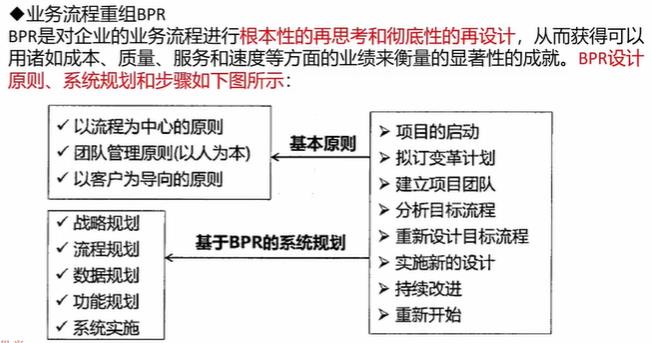 ◆业务流程重组BPR
BPR是对企业的业务流程进行根本性的再思考和彻底性的再设计，从而获得可以
用诸如成本、质量、服务和速度等方面的业绩来衡量的显著性的成就。BPR设计
原则、系统规划和步骤如下图所示：
✓ 以流程为中心的原则
✓ 团队管理原则(以人为本)
✓ 以客户为导向的原则
基本原则
✓ 战略规划
✓ 流程规划
✓ 数据规划
✓ 功能规划
✓ 系统实施
基于BPR的系统规划
➢ 项目的启动
➢ 拟订变革计划
➢ 建立项目团队
➢ 分析目标流程
➢ 重新设计目标流程
➢ 实施新的设计
➢ 持续改进
➢ 重新开始